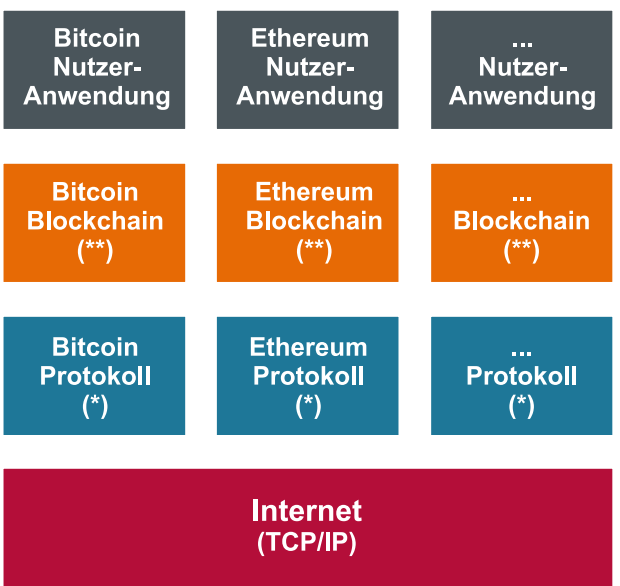 Bitcoin
Nutzer-
Anwendung
Ethereum
Nutzer-
Anwendung
...
Nutzer-
Anwendung
Bitcoin
Blockchain
(**)
Ethereum
Blockchain
(**)
...
Blockchain
(**)
Bitcoin
Protokoll
(*)
Ethereum
Protokoll
(*)
...
Protokoll
(*)
Internet
(TCP/IP)